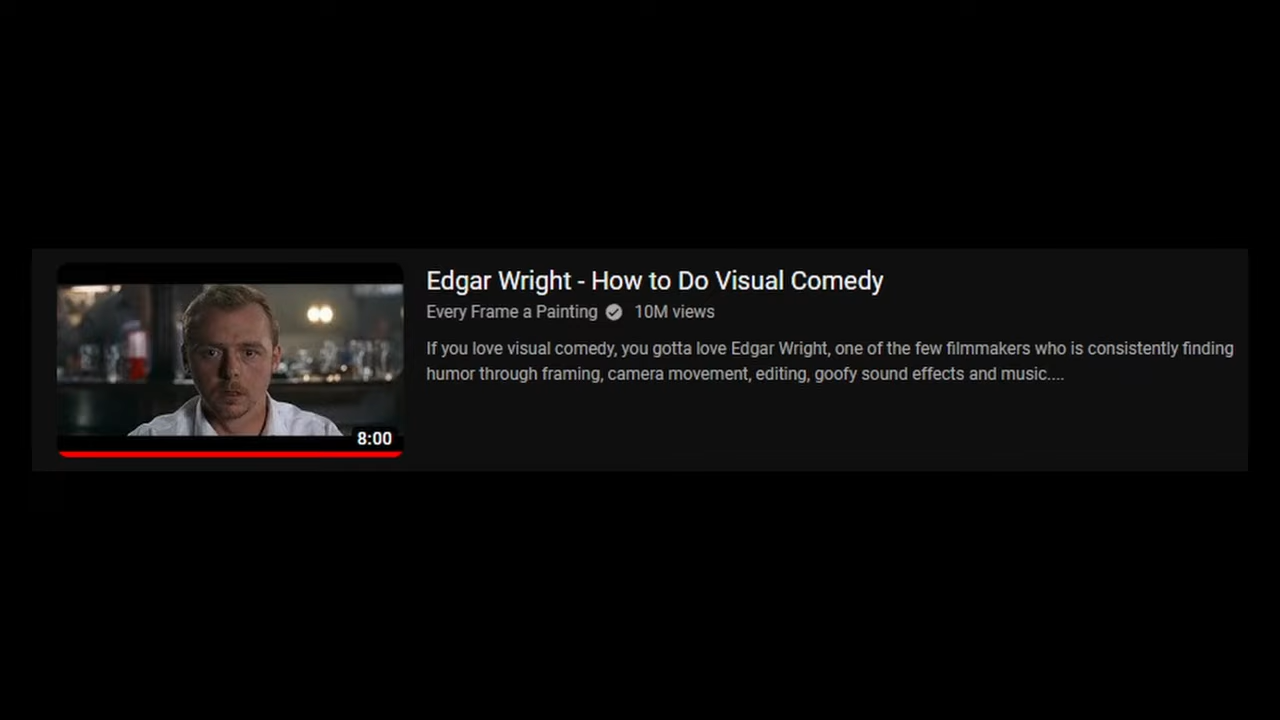 Edgar Wright - How to Do Visual Comedy
Every Frame a Painting 10M views
If you love visual comedy, you gotta love Edgar Wright, one of the few filmmakers who is consistently finding
humor through framing, camera movement, editing, goofy sound effects and music....
8:00